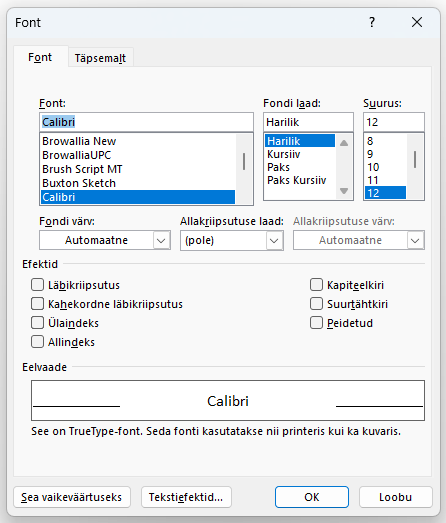 Font
?
Font Täpsemalt
Font: Fondi laad: Suurus:
Calibri Harilik 12
Browallia New Harilik 8
BrowalliaUPC Kursiiv 9
Brush Script MT Paks 10
Buxton Sketch Paks Kursiiv 11
Calibri 12
Fondi värv: Allakriipsutuse laad: Allakriipsutuse värv:
Automaatne (pole) Automaatne
Efektid
Läbikriipsutus Kapiteelkiri
Kahekordne läbikriipsutus Suurtähtkiri
Ülaindeks Peidetud
Allindeks
Eelvaade
Calibri
See on TrueType-font. Seda fonti kasutatakse nii printeris kui ka kuvaris.
Sea vaikeväärtuseks Tekstiefektid... OK Loobu